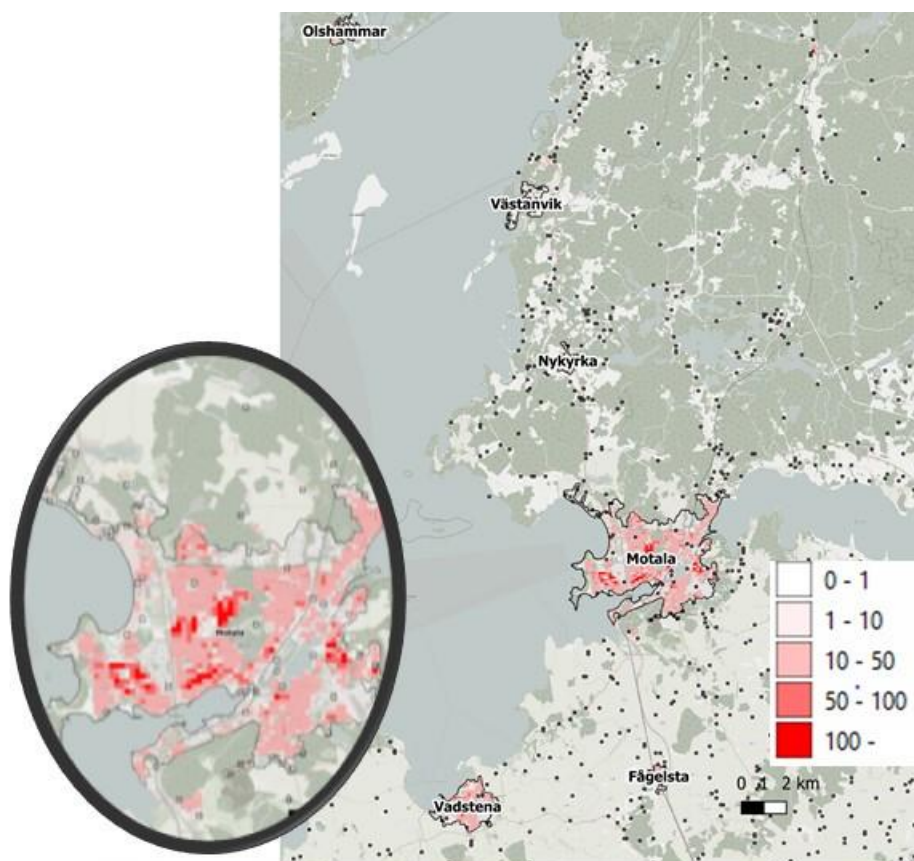 Olshammar
Västanvik
Nykyrka
Motala
Motala
0 - 1
1 - 10
10 - 50
50 - 100
100 -
Fågelsta
0 1 2 km
Vadstena